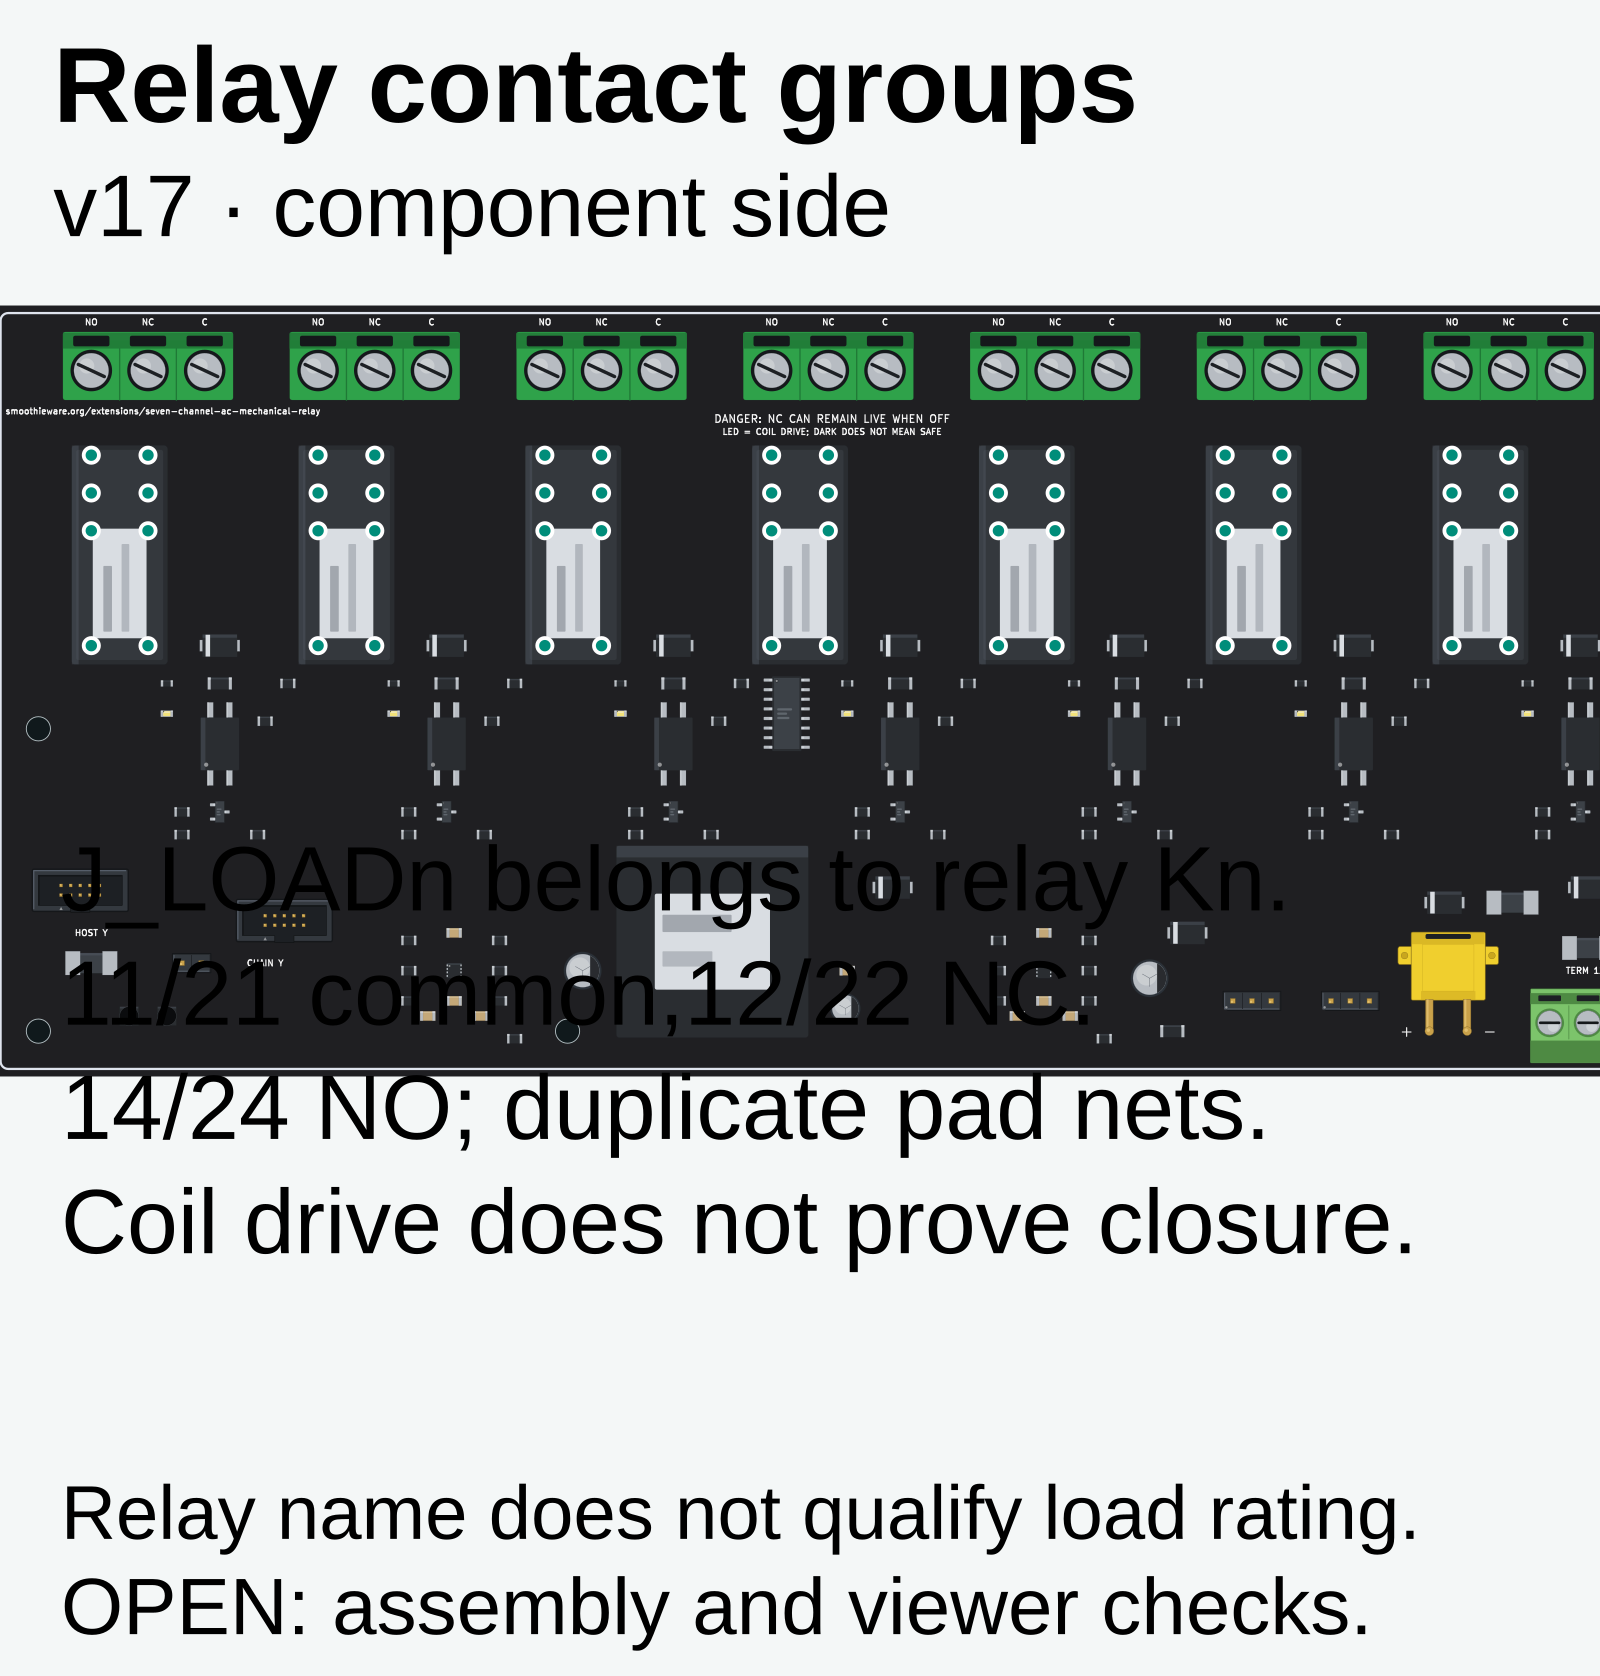 Relay contact groups
v17 · component side
NO NC C NO NC C NO NC C NO NC C NO NC C NO NC C NO NC C
smoothieware.org/extensions/seven-channel-ac-mechanical-relay
DANGER: NC CAN REMAIN LIVE WHEN OFF
LED = COIL DRIVE; DARK DOES NOT MEAN SAFE
J_LOADn belongs to relay Kn.
HOST Y
CHAIN Y
11/21 common,12/22 NC.
TERM 1
+ −
14/24 NO; duplicate pad nets.
Coil drive does not prove closure.
Relay name does not qualify load rating.
OPEN: assembly and viewer checks.